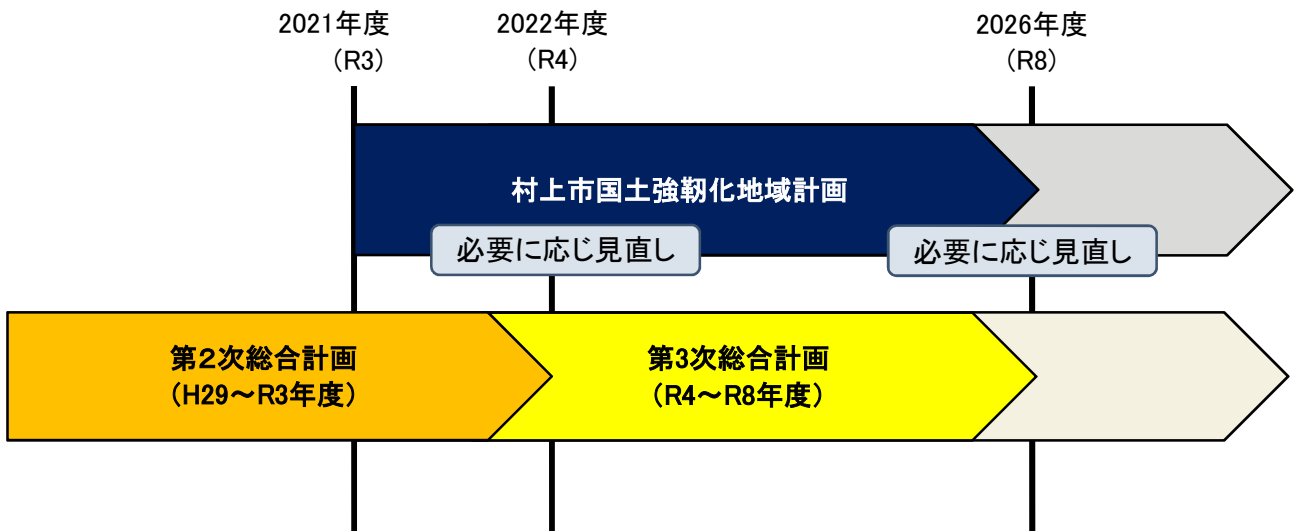 2021年度
（R3）
2022年度
（R4）
2026年度
（R8）
村上市国土強靭化地域計画
必要に応じ見直し
必要に応じ見直し
第２次総合計画
（H29～R3年度）
第3次総合計画
（R4～R8年度）